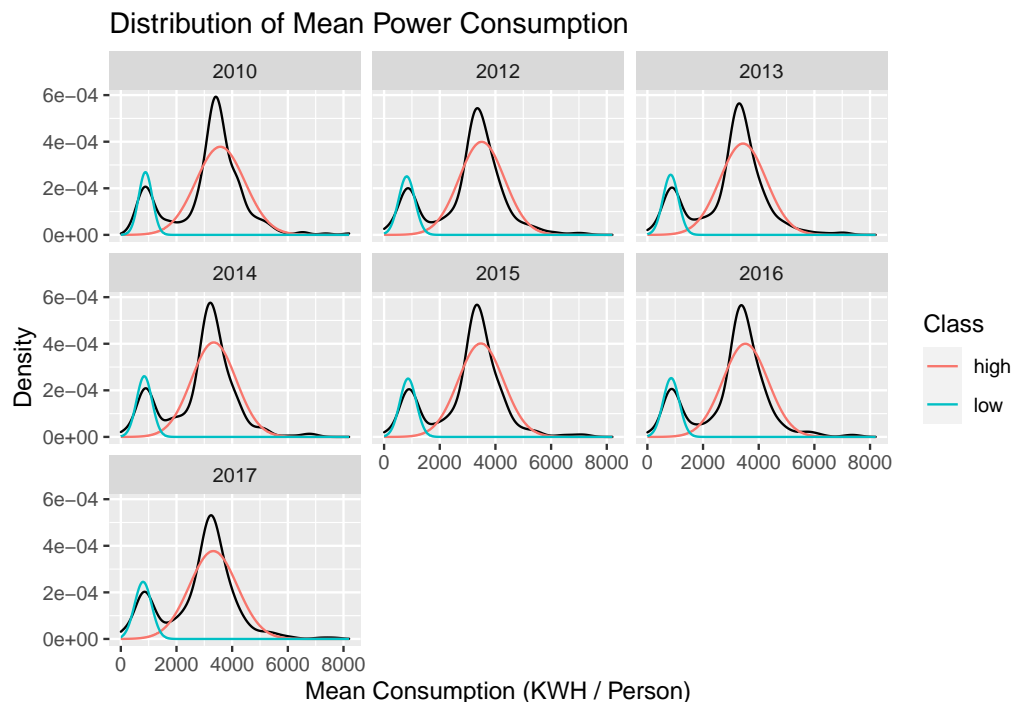 Distribution of Mean Power Consumption
2010
2012
2013
6e−04
4e−04
2e−04
0e+00
2014
2015
2016
6e−04
4e−04
2e−04
0e+00
0 2000 4000 6000 8000
0 2000 4000 6000 8000
2017
6e−04
4e−04
2e−04
0e+00
0 2000 4000 6000 8000
Density
Mean Consumption (KWH / Person)
Class
high
low